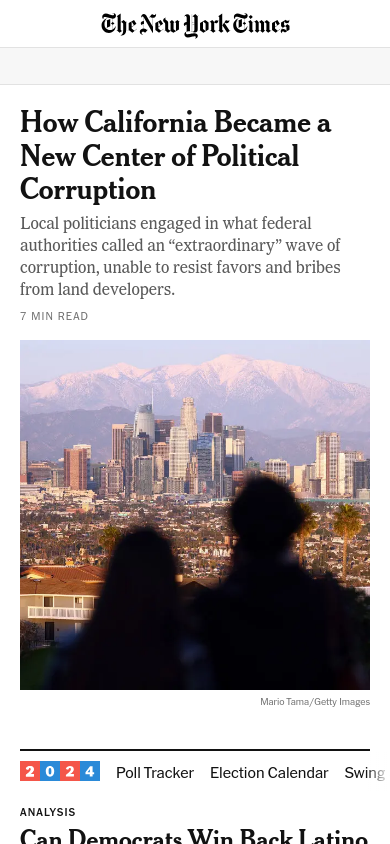 The New York Times
How California Became a
New Center of Political
Corruption
Local politicians engaged in what federal
authorities called an “extraordinary” wave of
corruption, unable to resist favors and bribes
from land developers.
7 MIN READ
Mario Tama/Getty Images
2024 Poll Tracker Election Calendar Swing
ANALYSIS
Can Democrats Win Back Latino